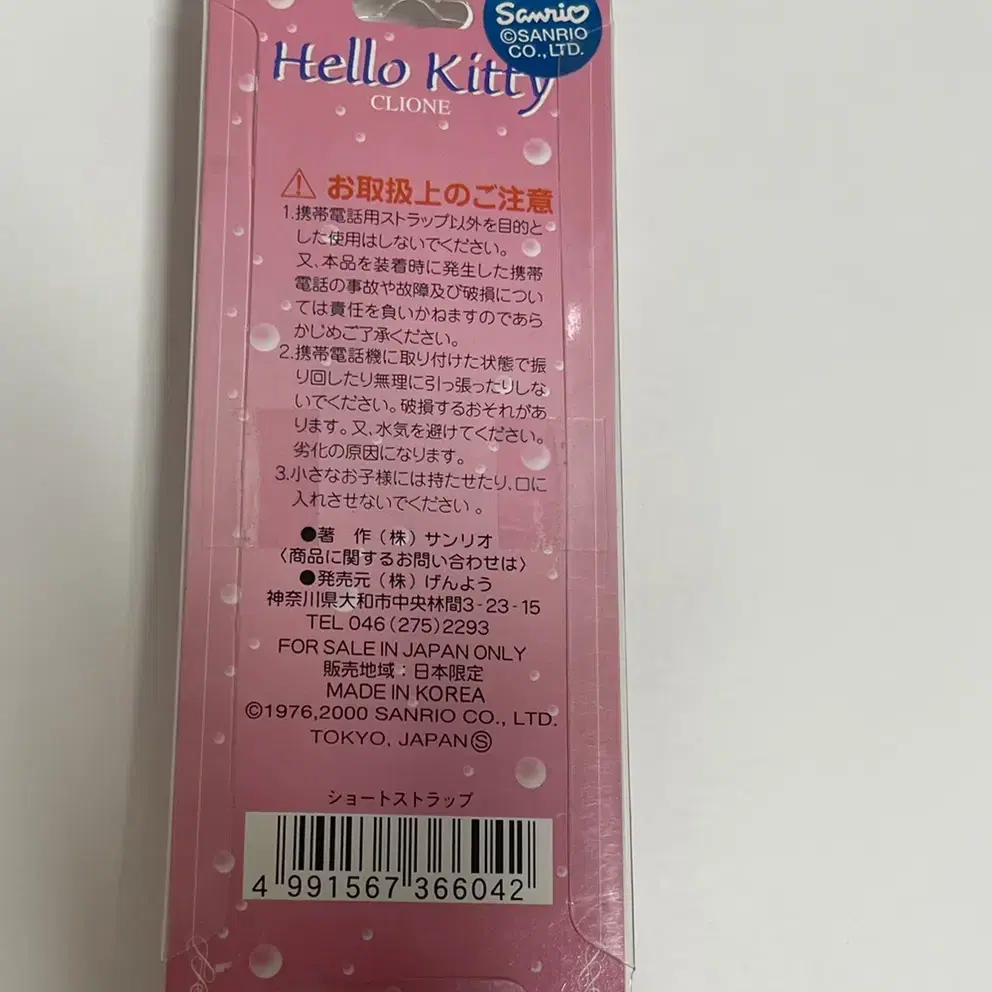 Sanrio
©SANRIO
CO., LTD.
Hello Kitty
CLIONE
⚠ お取扱上のご注意
1.携帯電話用ストラップ以外を目的と
した使用はしないでください。
又、本品を装着時に発生した携帯
電話の事故や故障及び破損につい
ては責任を負いかねますのであら
かじめご了承ください。
2.携帯電話機に取り付けた状態で振
り回したり無理に引っ張ったりしな
いでください。破損するおそれがあ
ります。又、水気を避けてください。
劣化の原因になります。
3.小さなお子様には持たせたり、口に
入れさせないでください。
●著 作(株)サンリオ
〈商品に関するお問い合わせは〉
●発売元(株)げんよう
神奈川県大和市中央林間3-23-15
TEL 046(275)2293
FOR SALE IN JAPAN ONLY
販売地域:日本限定
MADE IN KOREA
©1976,2000 SANRIO CO., LTD.
TOKYO, JAPAN Ⓢ
ショートストラップ
4 991567 366042